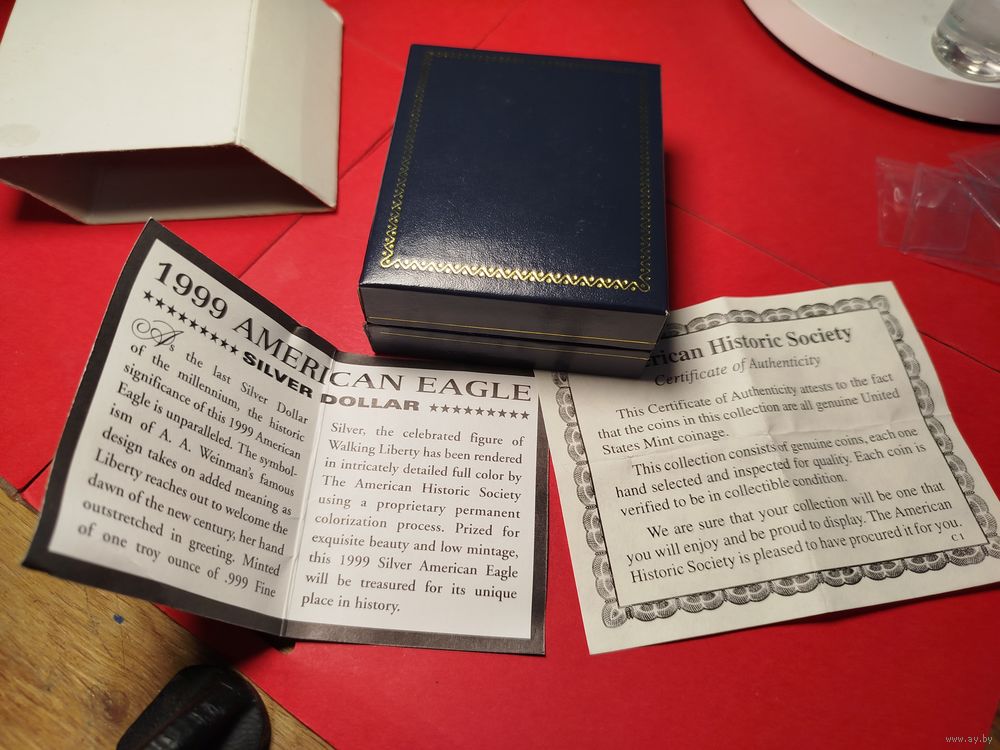 1999 AMERICAN EAGLE
★★★★★★★★★ SILVER DOLLAR ★★★★★★★★★
As the last Silver Dollar
of the millennium, the historic
significance of this 1999 American
Eagle is unparalleled. The symbol-
ism of A. A. Weinman's famous
design takes on added meaning as
Liberty reaches out to welcome the
dawn of the new century, her hand
outstretched in greeting. Minted
of one troy ounce of .999 Fine
Silver, the celebrated figure of
Walking Liberty has been rendered
in intricately detailed full color by
The American Historic Society
using a proprietary permanent
colorization process. Prized for
exquisite beauty and low mintage,
this 1999 Silver American Eagle
will be treasured for its unique
place in history.
rican Historic Society
Certificate of Authenticity
This Certificate of Authenticity attests to the fact
that the coins in this collection are all genuine United
States Mint coinage.
This collection consists of genuine coins, each one
hand selected and inspected for quality. Each coin is
verified to be in collectible condition.
We are sure that your collection will be one that
you will enjoy and be proud to display. The American
Historic Society is pleased to have procured it for you.
C1
www.ay.by